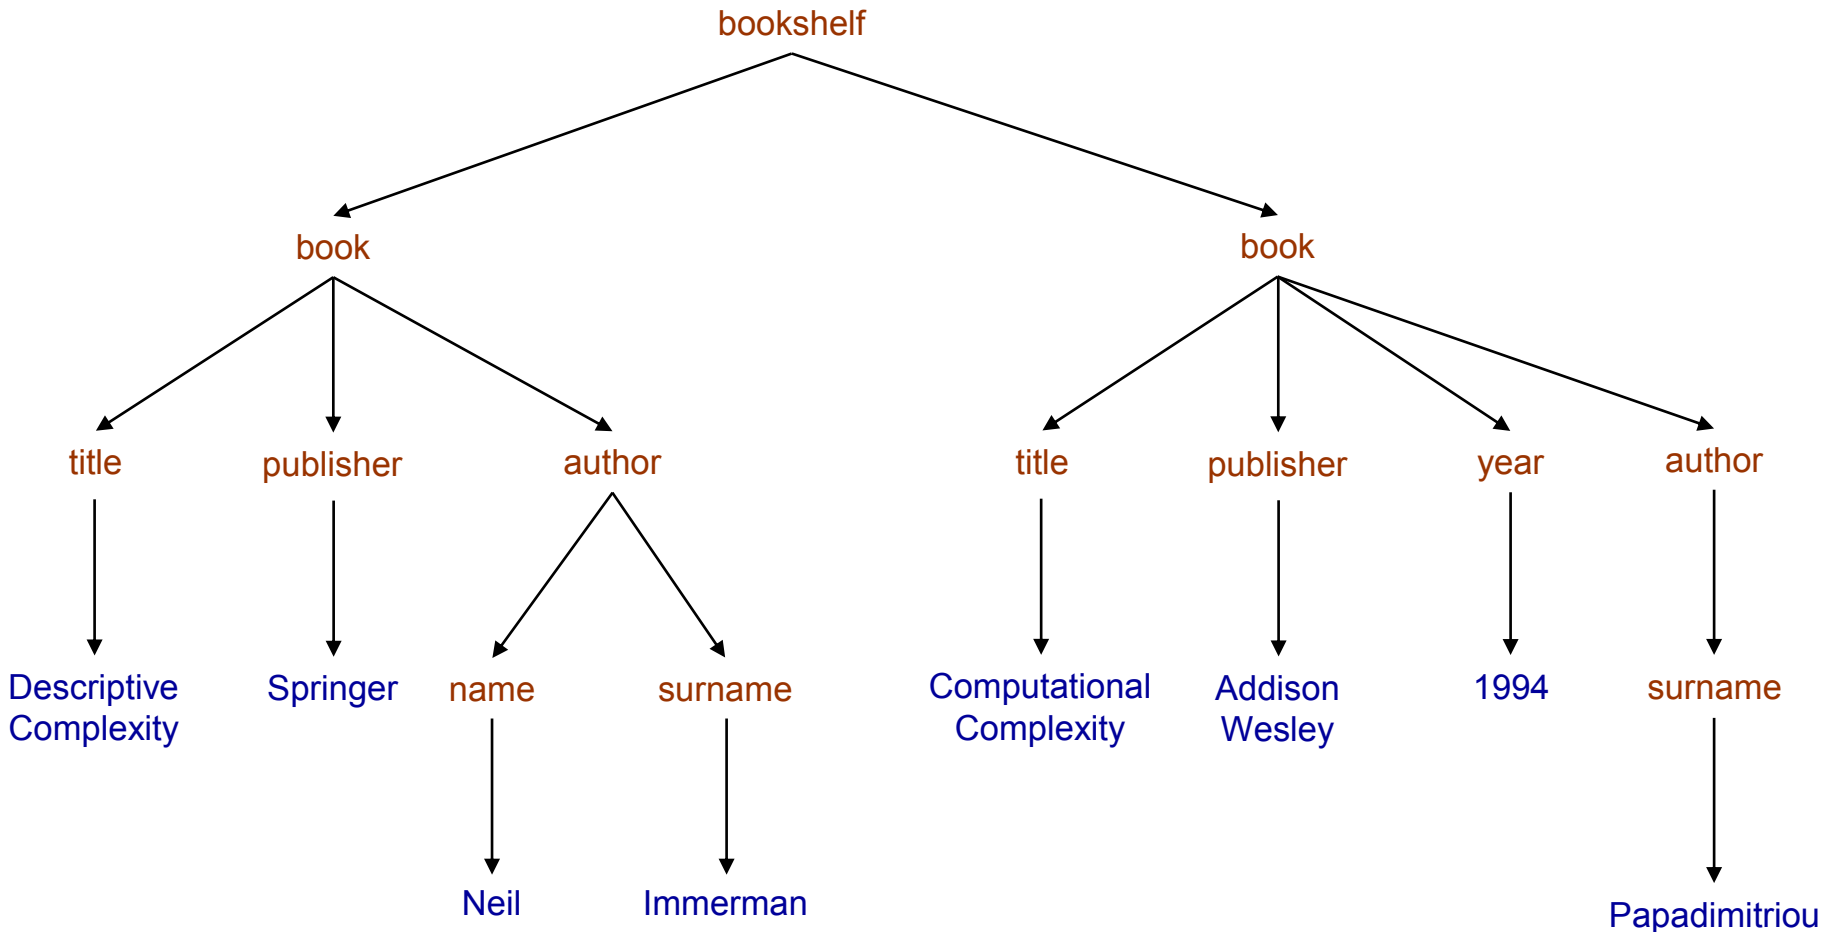 bookshelf
book
book
title
publisher
author
title
publisher
year
author
Descriptive
Complexity
Springer
name
surname
Computational
Complexity
Addison
Wesley
1994
surname
Neil
Immerman
Papadimitriou